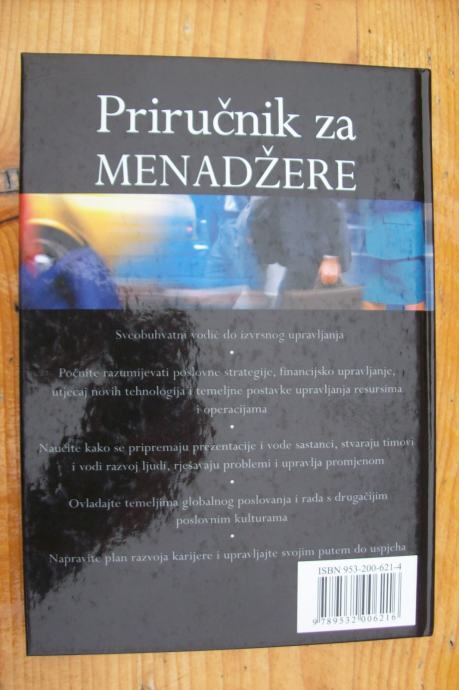 Priručnik za
MENADŽERE
Sveobuhvatni vodič do izvrsnog upravljanja
•
Počnite razumijevati poslovne strategije, financijsko upravljanje,
utjecaj novih tehnologija i temeljne postavke upravljanja resursima
i operacijama
•
Naučite kako se pripremaju prezentacije i vode sastanci, stvaraju timovi
i vodi razvoj ljudi, rješavaju problemi i upravlja promjenom
•
Ovladajte temeljima globalnog poslovanja i rada s drugačijim
poslovnim kulturama
•
Napravite plan razvoja karijere i upravljajte svojim putem do uspjeha
ISBN 953-200-621-4
9 789532 006216